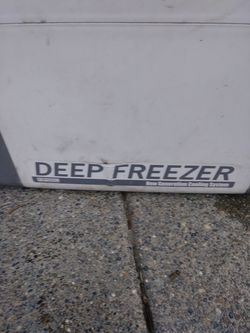 DEEP FREEZER
New Generation Cooling System